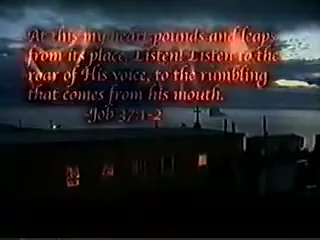 At this my heart pounds and leaps
from its place. Listen! Listen to the
roar of His voice, to the rumbling
that comes from his mouth.
Job 37:1-2